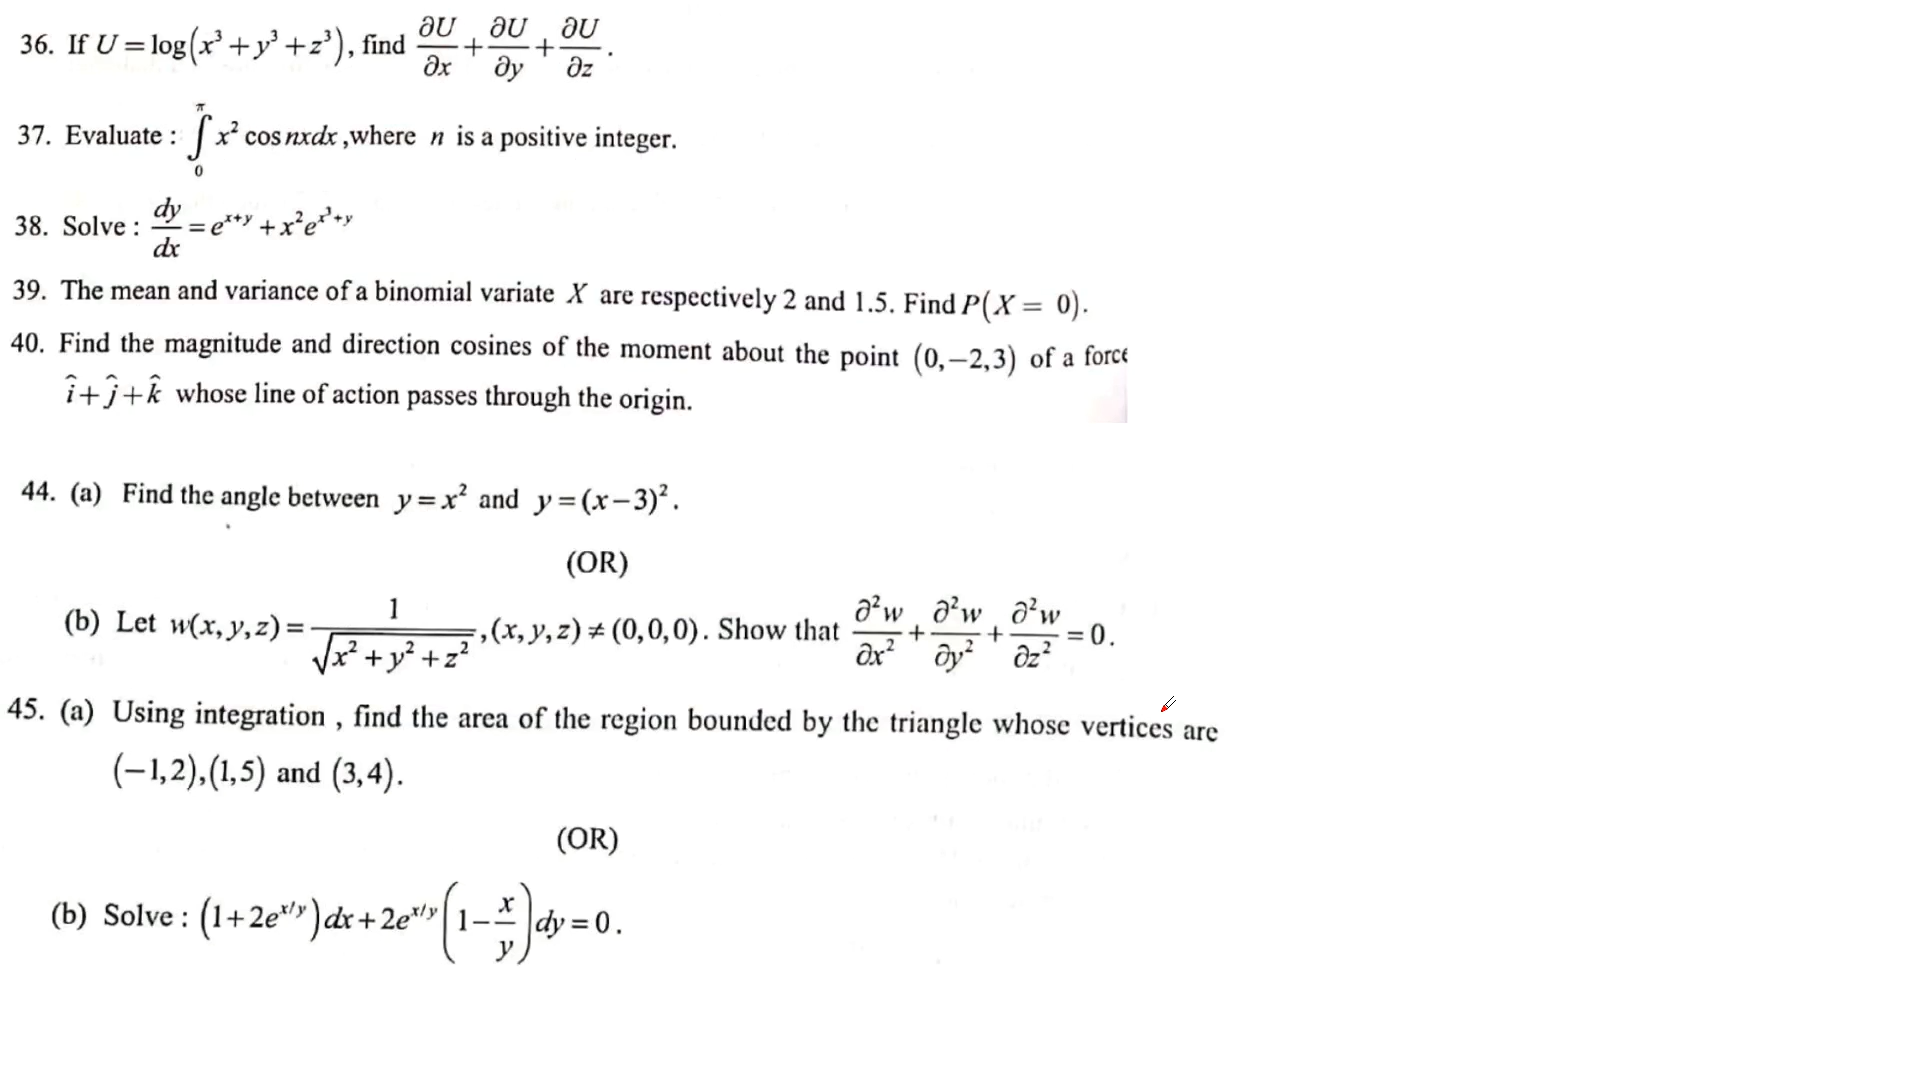 36. If U = log(x³ + y³ + z³), find ∂U/∂x + ∂U/∂y + ∂U/∂z .
37. Evaluate : ∫₀^π x² cos nxdx ,where n is a positive integer.
38. Solve : dy/dx = e^(x+y) + x²e^(x³+y)
39. The mean and variance of a binomial variate X are respectively 2 and 1.5. Find P(X = 0).
40. Find the magnitude and direction cosines of the moment about the point (0,−2,3) of a force
î + ĵ + k̂ whose line of action passes through the origin.
44. (a) Find the angle between y = x² and y = (x−3)² .
(OR)
(b) Let w(x, y, z) = 1/√(x² + y² + z²) , (x, y, z) ≠ (0,0,0). Show that ∂²w/∂x² + ∂²w/∂y² + ∂²w/∂z² = 0.
45. (a) Using integration , find the area of the region bounded by the triangle whose vertices are
(−1,2),(1,5) and (3,4).
(OR)
(b) Solve : (1+2e^(x/y))dx + 2e^(x/y)(1 − x/y)dy = 0 .